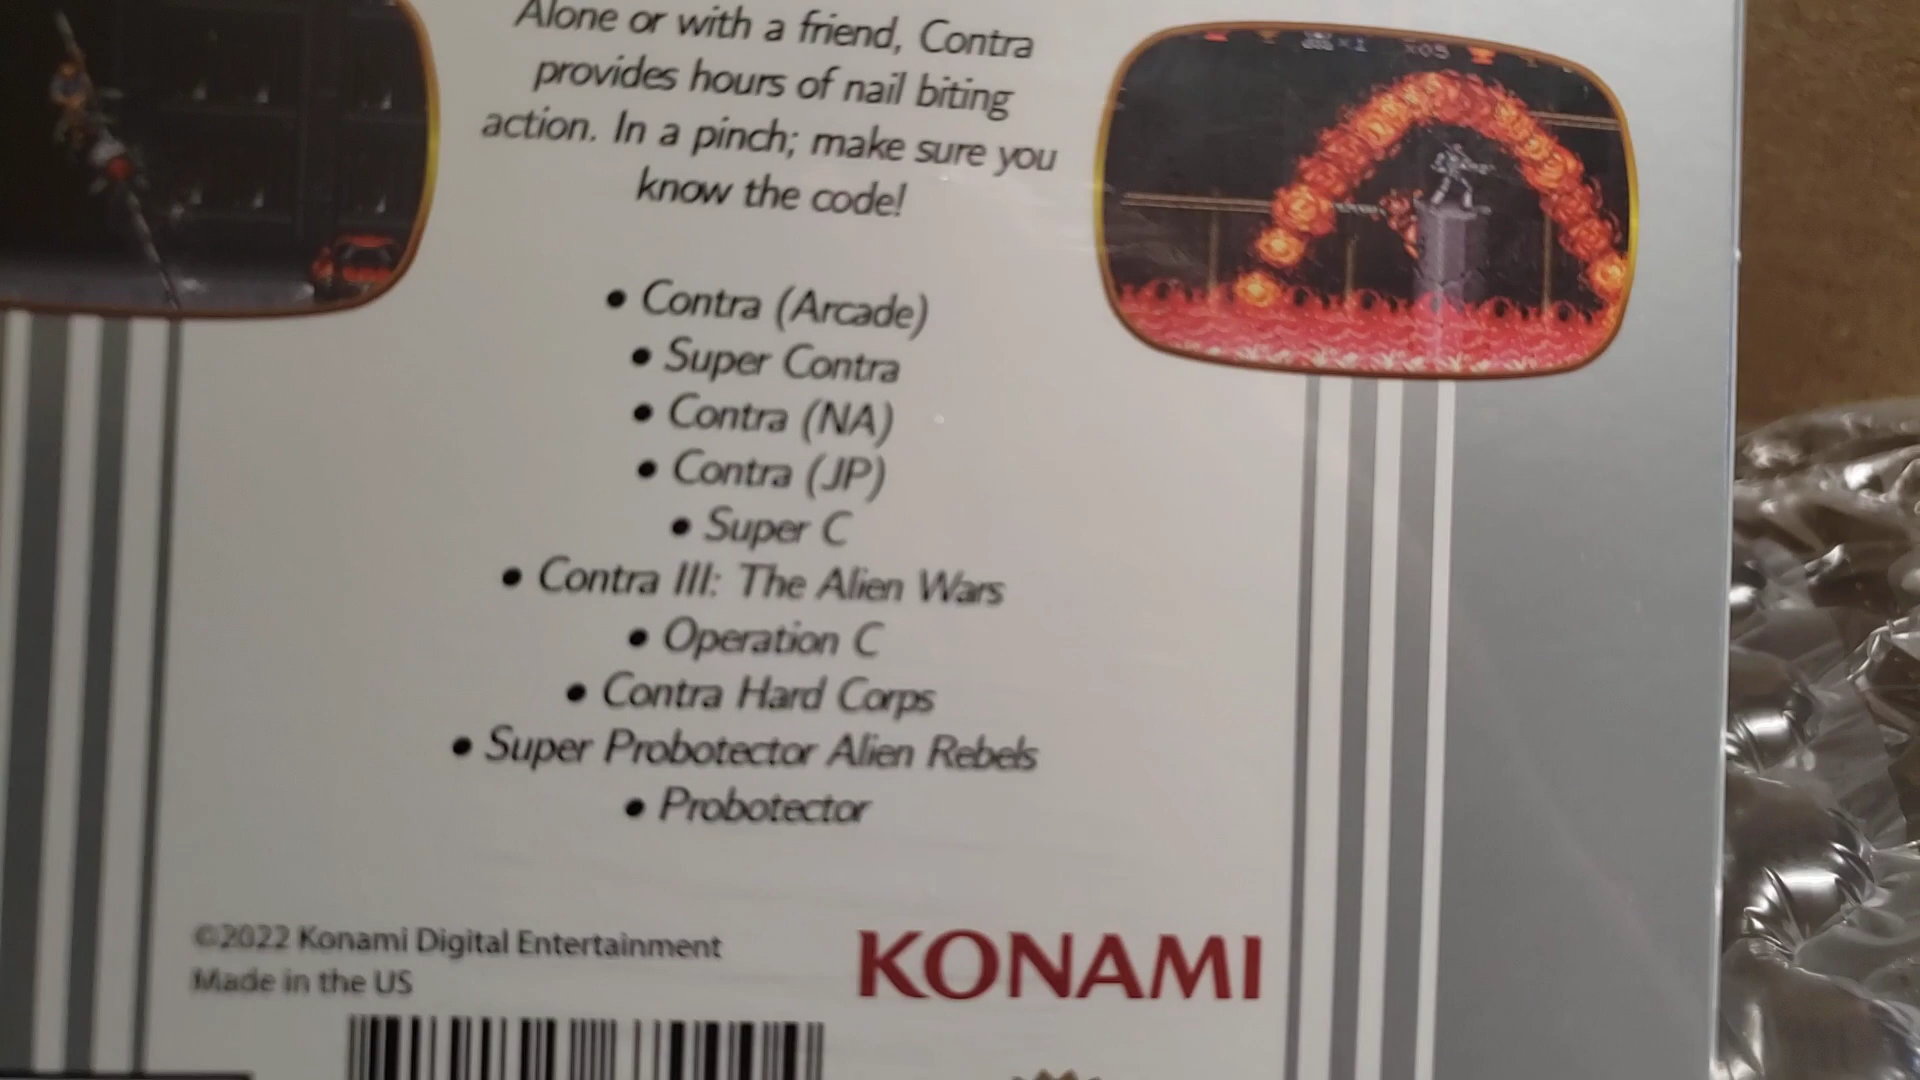 Alone or with a friend, Contra
provides hours of nail biting
action. In a pinch; make sure you
know the code!
• Contra (Arcade)
• Super Contra
• Contra (NA)
• Contra (JP)
• Super C
• Contra III: The Alien Wars
• Operation C
• Contra Hard Corps
• Super Probotector Alien Rebels
• Probotector
©2022 Konami Digital Entertainment
Made in the US
KONAMI
x1 x05